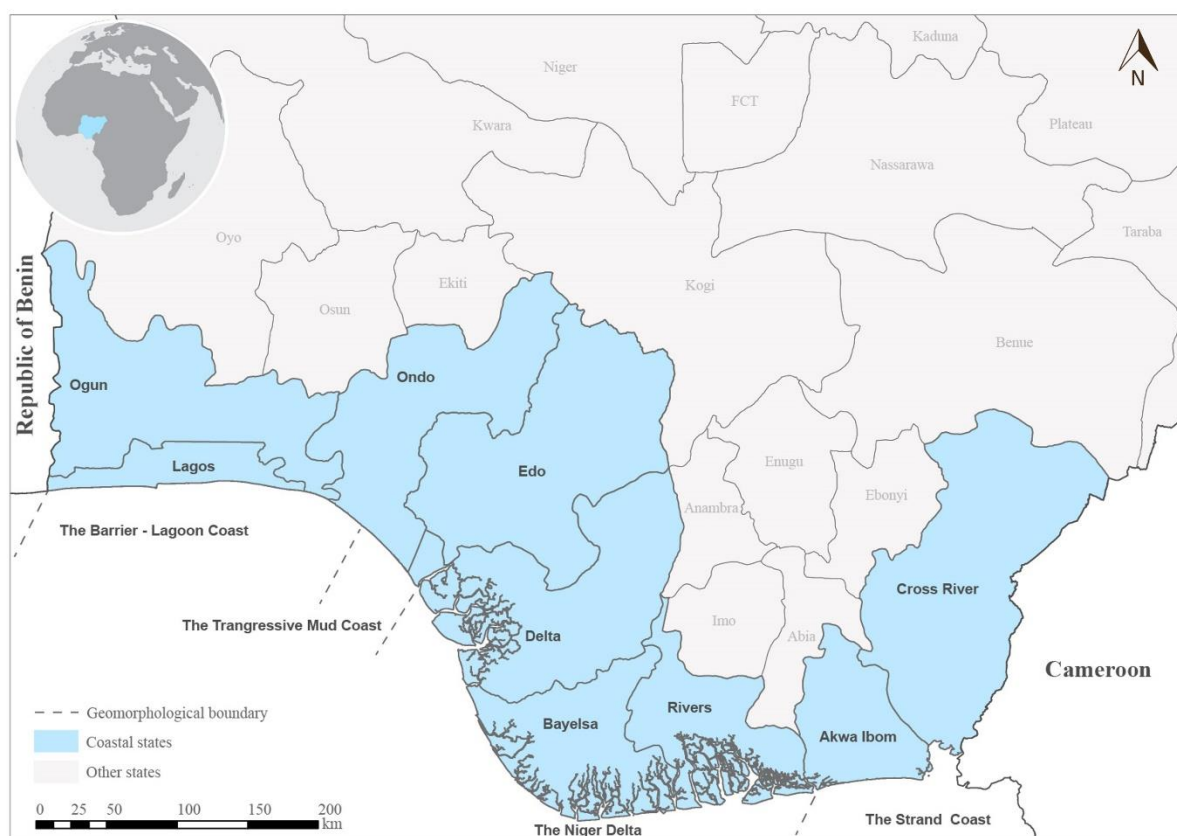 Kaduna
Niger
N
FCT
Kwara
Plateau
Nassarawa
Taraba
Oyo
Ekiti
Kogi
Osun
Republic of Benin
Benue
Ogun
Ondo
Lagos
Edo
Enugu
Ebonyi
Anambra
The Barrier - Lagoon Coast
Cross River
The Trangressive Mud Coast
Delta
Imo
Abia
Cameroon
Geomorphological boundary
Coastal states
Other states
Bayelsa
Rivers
Akwa Ibom
0 25 50 100 150 200
km
The Niger Delta
The Strand Coast